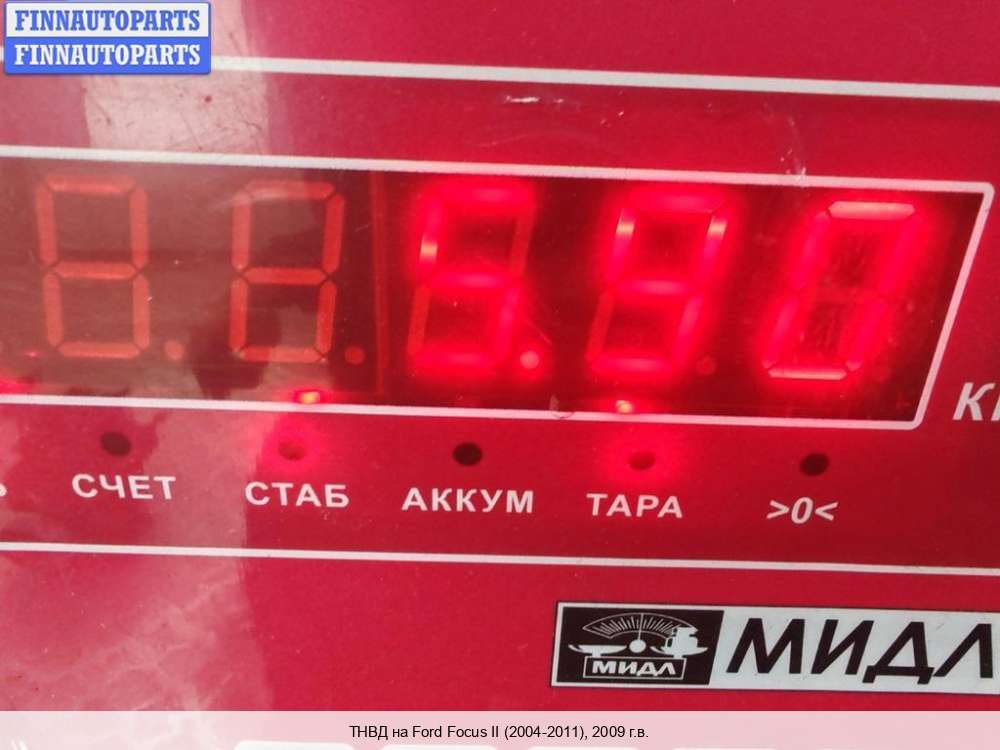 FINNAUTOPARTS
FINNAUTOPARTS
5.90
СЧЕТ СТАБ АККУМ ТАРА >0<
МИДЛ МИДЛ
ТНВД на Ford Focus II (2004-2011), 2009 г.в.